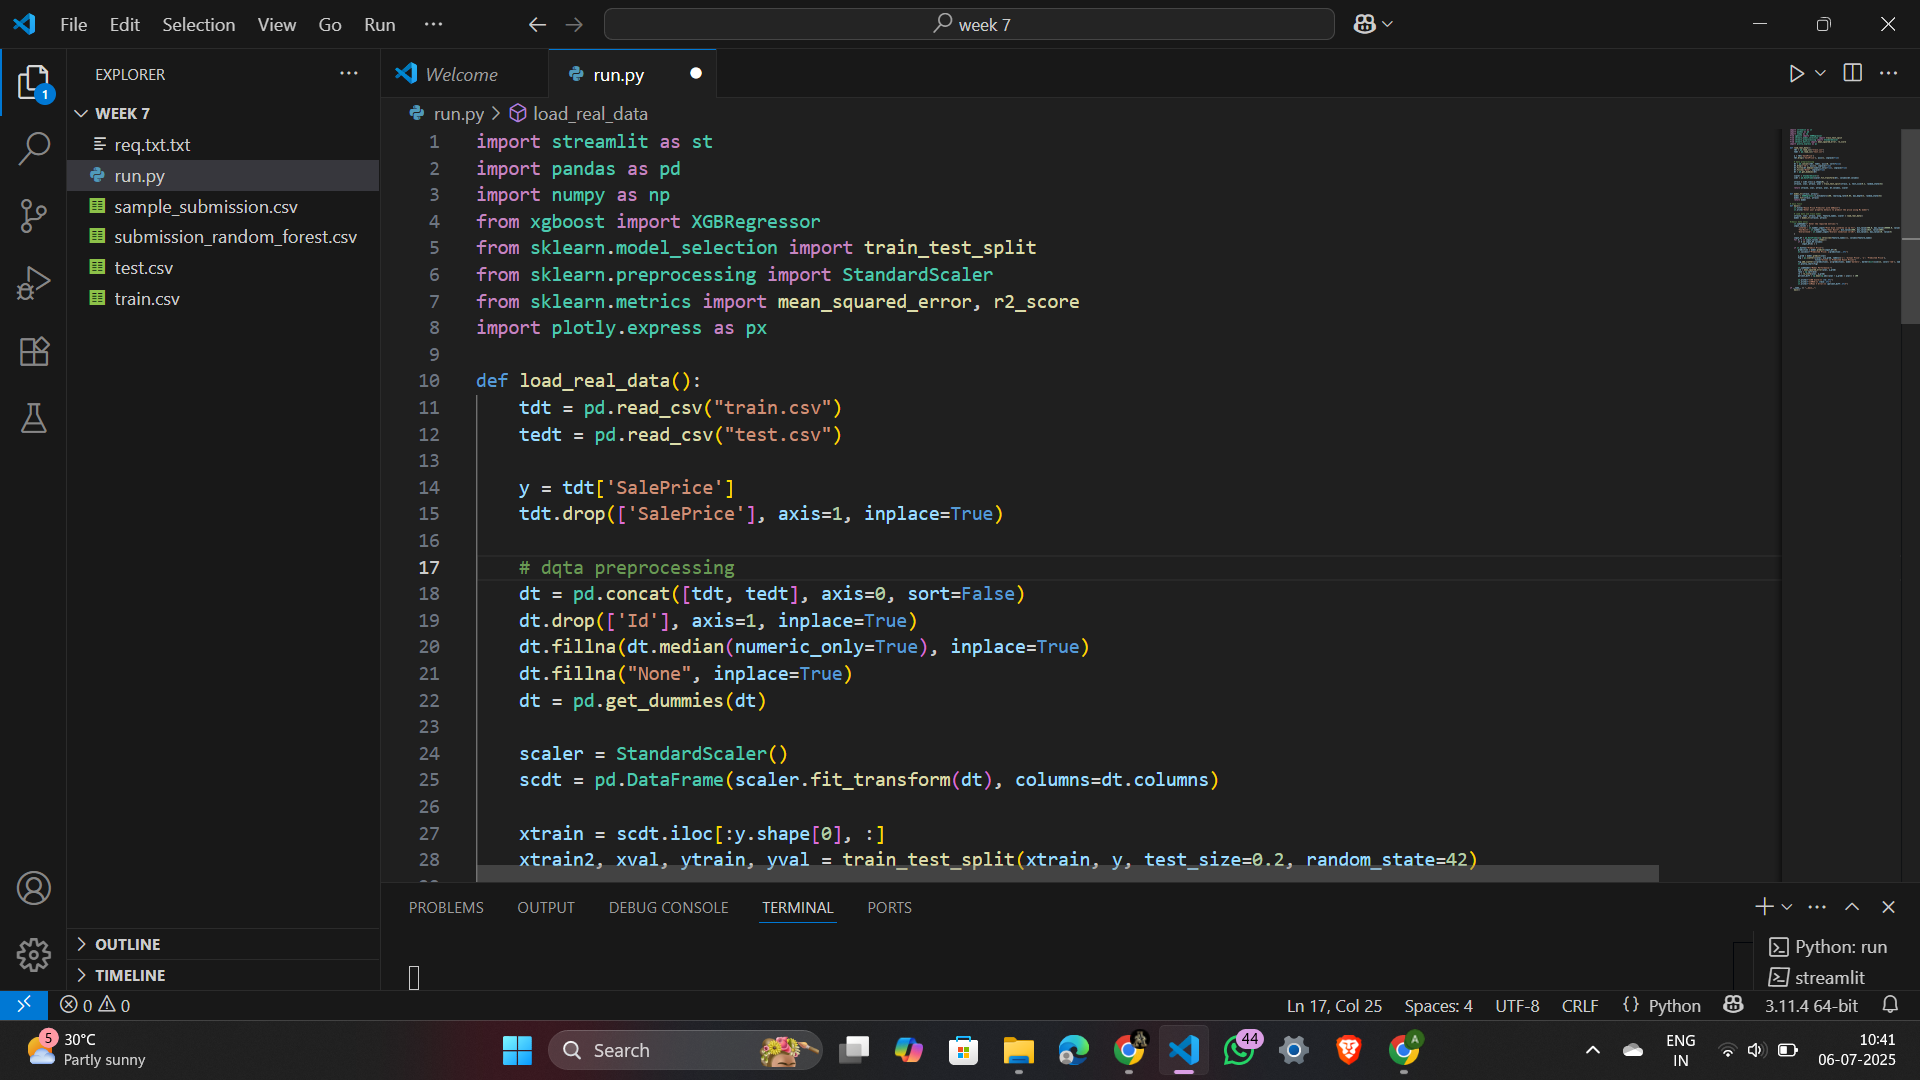 File Edit Selection View Go Run ···
week 7
EXPLORER
WEEK 7
req.txt.txt
run.py
sample_submission.csv
submission_random_forest.csv
test.csv
train.csv
OUTLINE
TIMELINE
1
Welcome
run.py
run.py > load_real_data
1 import streamlit as st
2 import pandas as pd
3 import numpy as np
4 from xgboost import XGBRegressor
5 from sklearn.model_selection import train_test_split
6 from sklearn.preprocessing import StandardScaler
7 from sklearn.metrics import mean_squared_error, r2_score
8 import plotly.express as px
9
10 def load_real_data():
11     tdt = pd.read_csv("train.csv")
12     tedt = pd.read_csv("test.csv")
13
14     y = tdt['SalePrice']
15     tdt.drop(['SalePrice'], axis=1, inplace=True)
16
17     # dqta preprocessing
18     dt = pd.concat([tdt, tedt], axis=0, sort=False)
19     dt.drop(['Id'], axis=1, inplace=True)
20     dt.fillna(dt.median(numeric_only=True), inplace=True)
21     dt.fillna("None", inplace=True)
22     dt = pd.get_dummies(dt)
23
24     scaler = StandardScaler()
25     scdt = pd.DataFrame(scaler.fit_transform(dt), columns=dt.columns)
26
27     xtrain = scdt.iloc[:y.shape[0], :]
28     xtrain2, xval, ytrain, yval = train_test_split(xtrain, y, test_size=0.2, random_state=42)
PROBLEMS OUTPUT DEBUG CONSOLE TERMINAL PORTS
Python: run
streamlit
0 0
Ln 17, Col 25 Spaces: 4 UTF-8 CRLF {} Python 3.11.4 64-bit
5
30°C
Partly sunny
Search
44
A
ENG
IN
10:41
06-07-2025